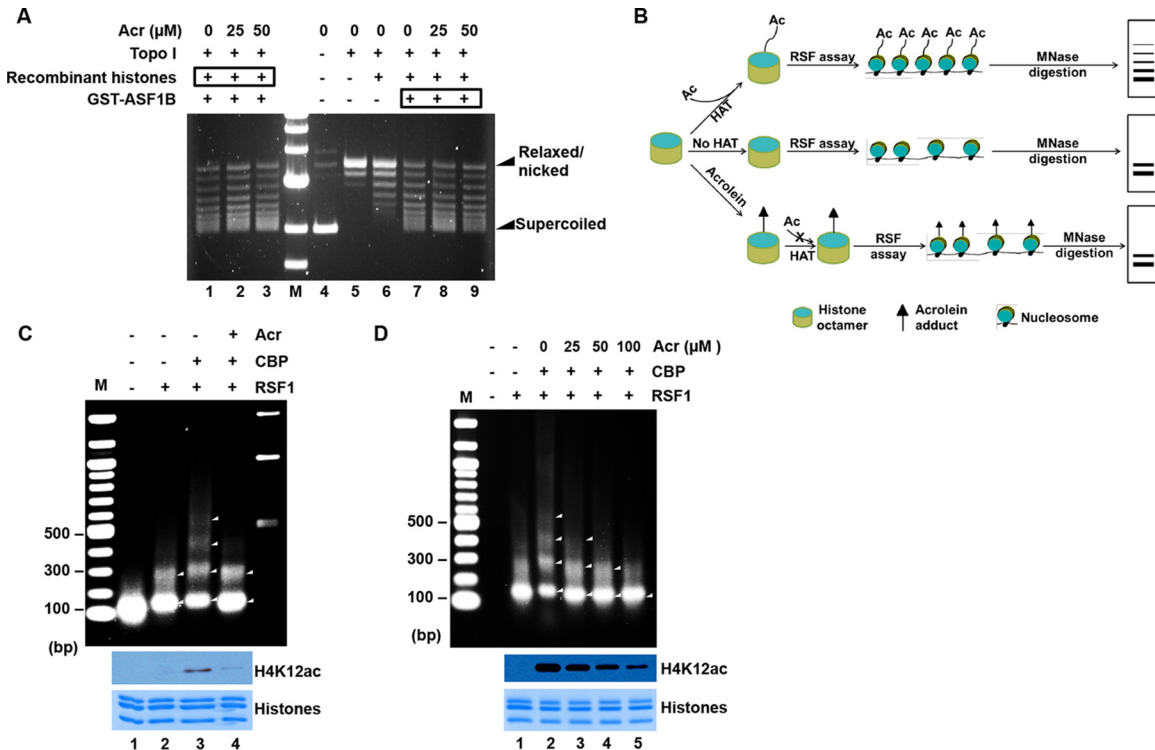 A
Acr (µM) 0 25 50 0 0 0 0 25 50
Topo I + + + - + + + + +
Recombinant histones + + + - - + + + +
GST-ASF1B + + + - - - + + +
Relaxed/
nicked
Supercoiled
1 2 3 M 4 5 6 7 8 9
B
Ac
Ac Ac Ac Ac Ac
RSF assay
MNase
digestion
Ac
HAT
No HAT
RSF assay
MNase
digestion
Acrolein
Ac
X
HAT
RSF
assay
MNase
digestion
Histone
octamer
Acrolein
adduct
Nucleosome
C
- - - + Acr
- - + + CBP
M - + + + RSF1
500
300
100
(bp)
H4K12ac
Histones
1 2 3 4
D
- - 0 25 50 100 Acr (µM )
- - + + + + CBP
M - + + + + + RSF1
500
300
100
(bp)
H4K12ac
Histones
1 2 3 4 5